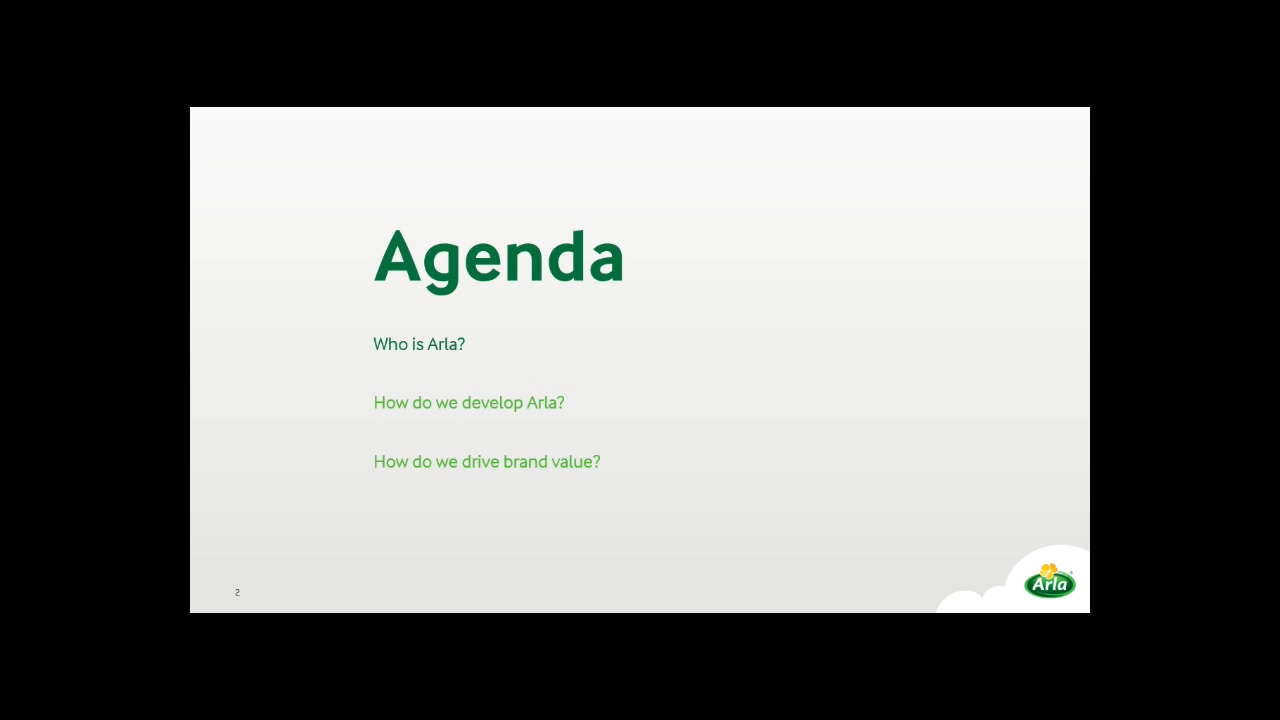 Agenda
Who is Arla?
How do we develop Arla?
How do we drive brand value?
2
Arla